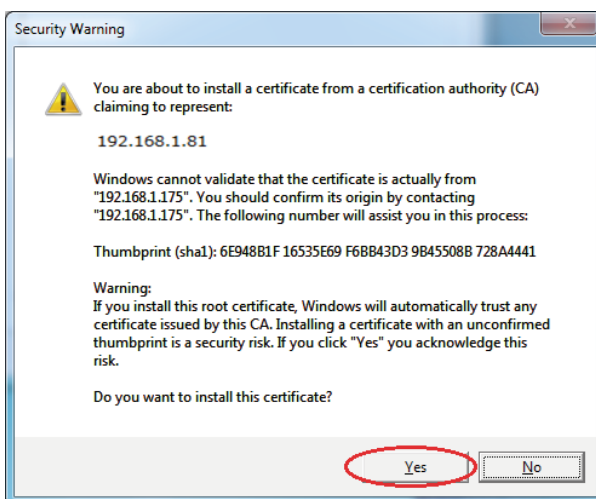 Security Warning
You are about to install a certificate from a certification authority (CA)
claiming to represent:
192.168.1.81
Windows cannot validate that the certificate is actually from
"192.168.1.175". You should confirm its origin by contacting
"192.168.1.175". The following number will assist you in this process:
Thumbprint (sha1): 6E948B1F 16535E69 F6BB43D3 9B45508B 728A4441
Warning:
If you install this root certificate, Windows will automatically trust any
certificate issued by this CA. Installing a certificate with an unconfirmed
thumbprint is a security risk. If you click "Yes" you acknowledge this
risk.
Do you want to install this certificate?
Yes No